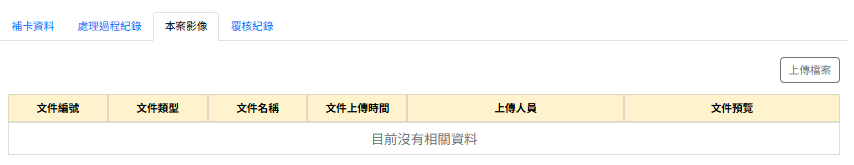 補卡資料 處理過程紀錄 本案影像 覆核紀錄
上傳檔案
文件編號 文件類型 文件名稱 文件上傳時間 上傳人員 文件預覽
目前沒有相關資料